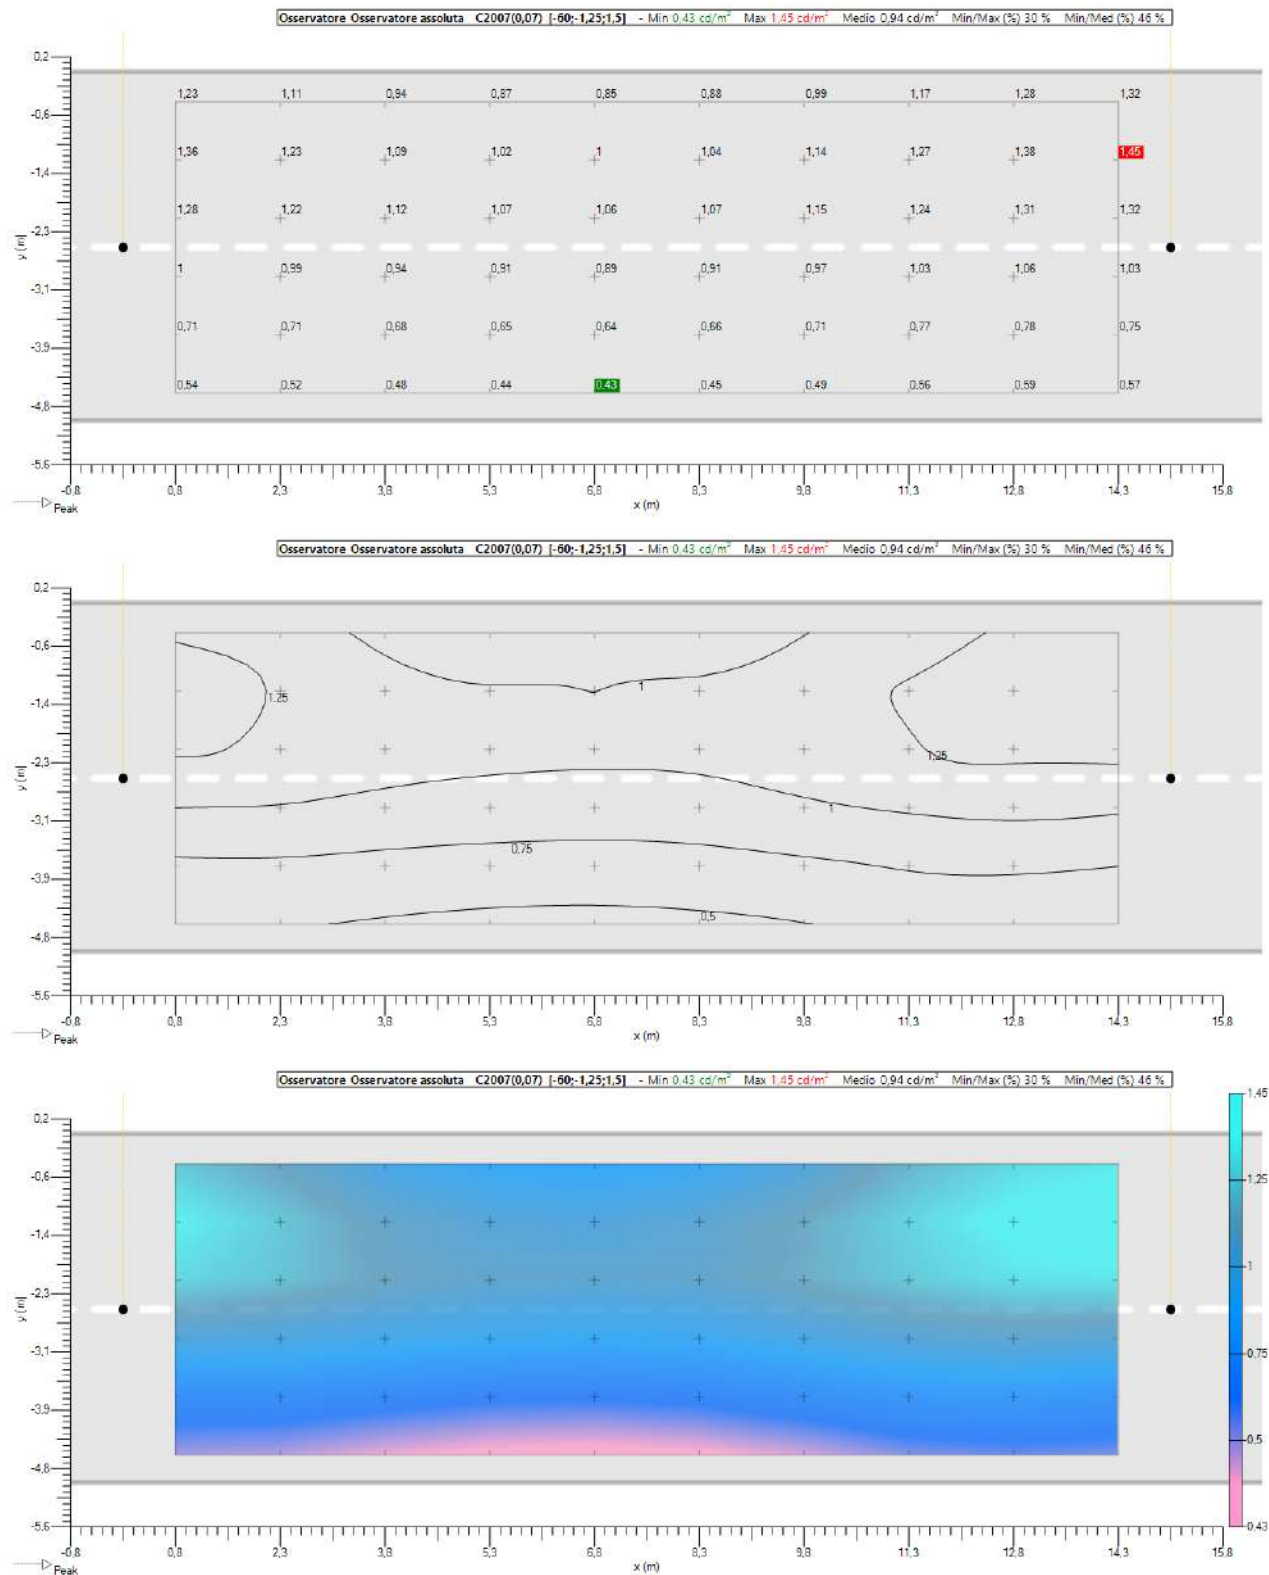 Osservatore Osservatore assoluta C2007(0,07) [-60;-1,25;1,5] - Min 0,43 cd/m² Max 1,45 cd/m² Medio 0,94 cd/m² Min/Max (%) 30 % Min/Med (%) 46 %
0,2
1,23 1,11 0,94 0,87 0,85 0,88 0,99 1,17 1,28 1,32
-0,6
1,36 1,23 1,09 1,02 1 1,04 1,14 1,27 1,38 1,45
-1,4
1,28 1,22 1,12 1,07 1,06 1,07 1,15 1,24 1,31 1,32
-2,3
y (m)
1 0,99 0,94 0,91 0,89 0,91 0,97 1,03 1,06 1,03
-3,1
0,71 0,71 0,68 0,65 0,64 0,66 0,71 0,77 0,78 0,75
-3,9
0,54 0,52 0,48 0,44 0,43 0,45 0,49 0,56 0,59 0,57
-4,8
-5,6
-0,8 0,8 2,3 3,8 5,3 6,8 8,3 9,8 11,3 12,8 14,3 15,8
Peak
x (m)
Osservatore Osservatore assoluta C2007(0,07) [-60;-1,25;1,5] - Min 0,43 cd/m² Max 1,45 cd/m² Medio 0,94 cd/m² Min/Max (%) 30 % Min/Med (%) 46 %
0,2
-0,6
1
1,25
-1,4
1,25
-2,3
y (m)
1
-3,1
0,75
-3,9
0,5
-4,8
-5,6
-0,8 0,8 2,3 3,8 5,3 6,8 8,3 9,8 11,3 12,8 14,3 15,8
Peak
x (m)
Osservatore Osservatore assoluta C2007(0,07) [-60;-1,25;1,5] - Min 0,43 cd/m² Max 1,45 cd/m² Medio 0,94 cd/m² Min/Max (%) 30 % Min/Med (%) 46 %
1,45
0,2
-0,6
1,25
-1,4
1
-2,3
y (m)
-3,1
0,75
-3,9
0,5
-4,8
0,43
-5,6
-0,8 0,8 2,3 3,8 5,3 6,8 8,3 9,8 11,3 12,8 14,3 15,8
Peak
x (m)